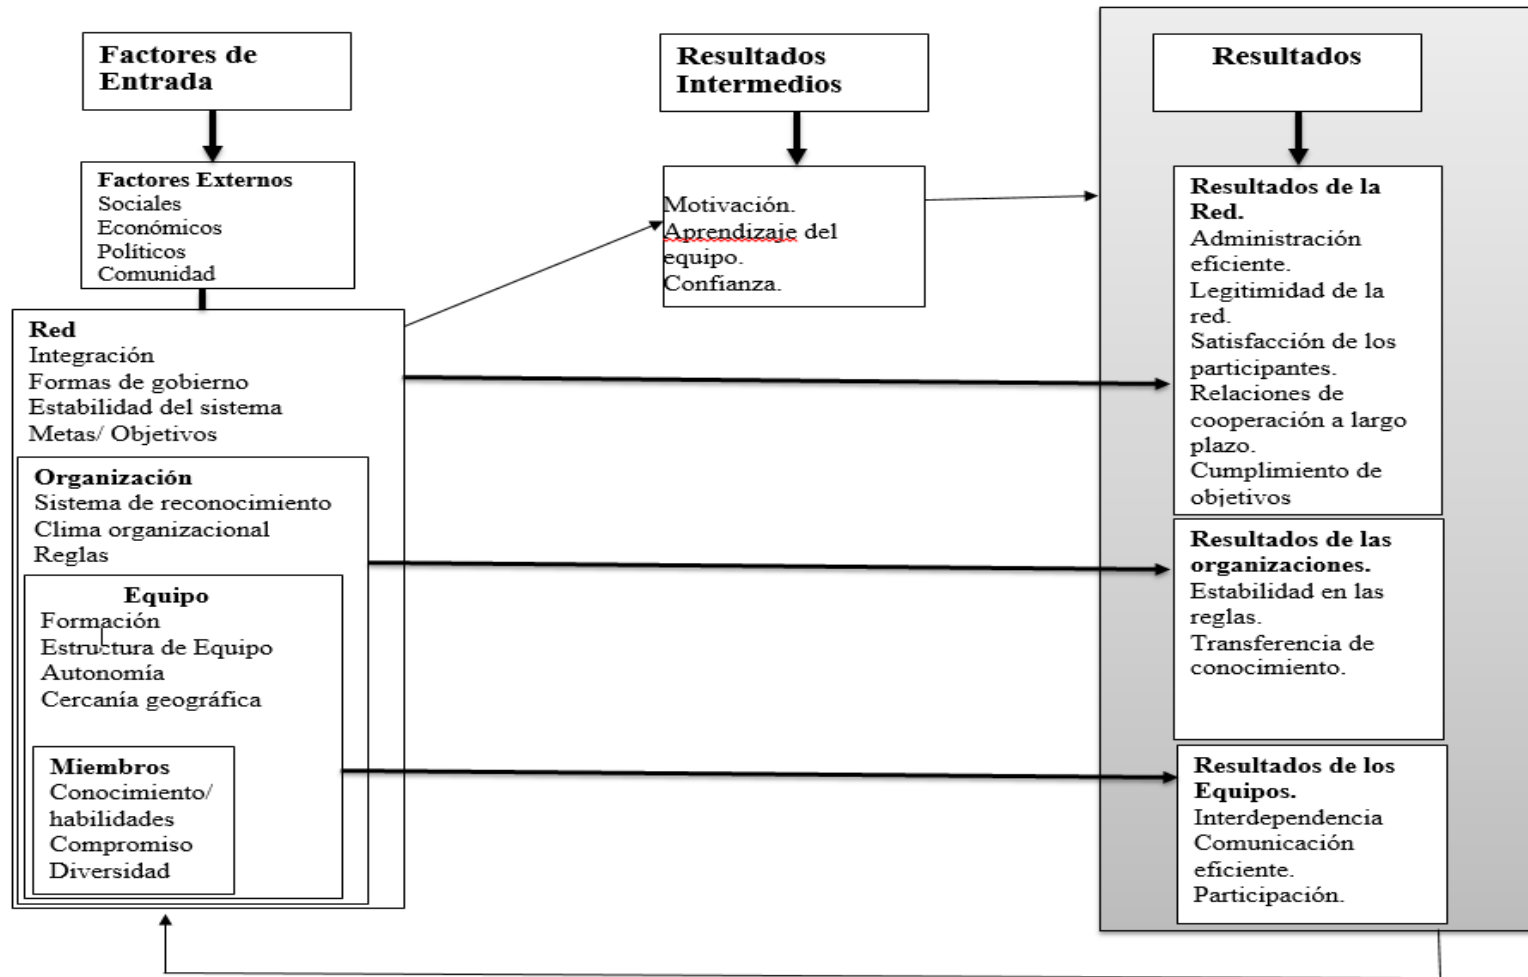 Factores de
Entrada
Factores Externos
Sociales
Económicos
Políticos
Comunidad
Red
Integración
Formas de gobierno
Estabilidad del sistema
Metas/ Objetivos
Organización
Sistema de reconocimiento
Clima organizacional
Reglas
Equipo
Formación
Estructura de Equipo
Autonomía
Cercanía geográfica
Miembros
Conocimiento/
habilidades
Compromiso
Diversidad
Resultados
Intermedios
Motivación.
Aprendizaje del
equipo.
Confianza.
Resultados
Resultados de la
Red.
Administración
eficiente.
Legitimidad de la
red.
Satisfacción de los
participantes.
Relaciones de
cooperación a largo
plazo.
Cumplimiento de
objetivos
Resultados de las
organizaciones.
Estabilidad en las
reglas.
Transferencia de
conocimiento.
Resultados de los
Equipos.
Interdependencia
Comunicación
eficiente.
Participación.